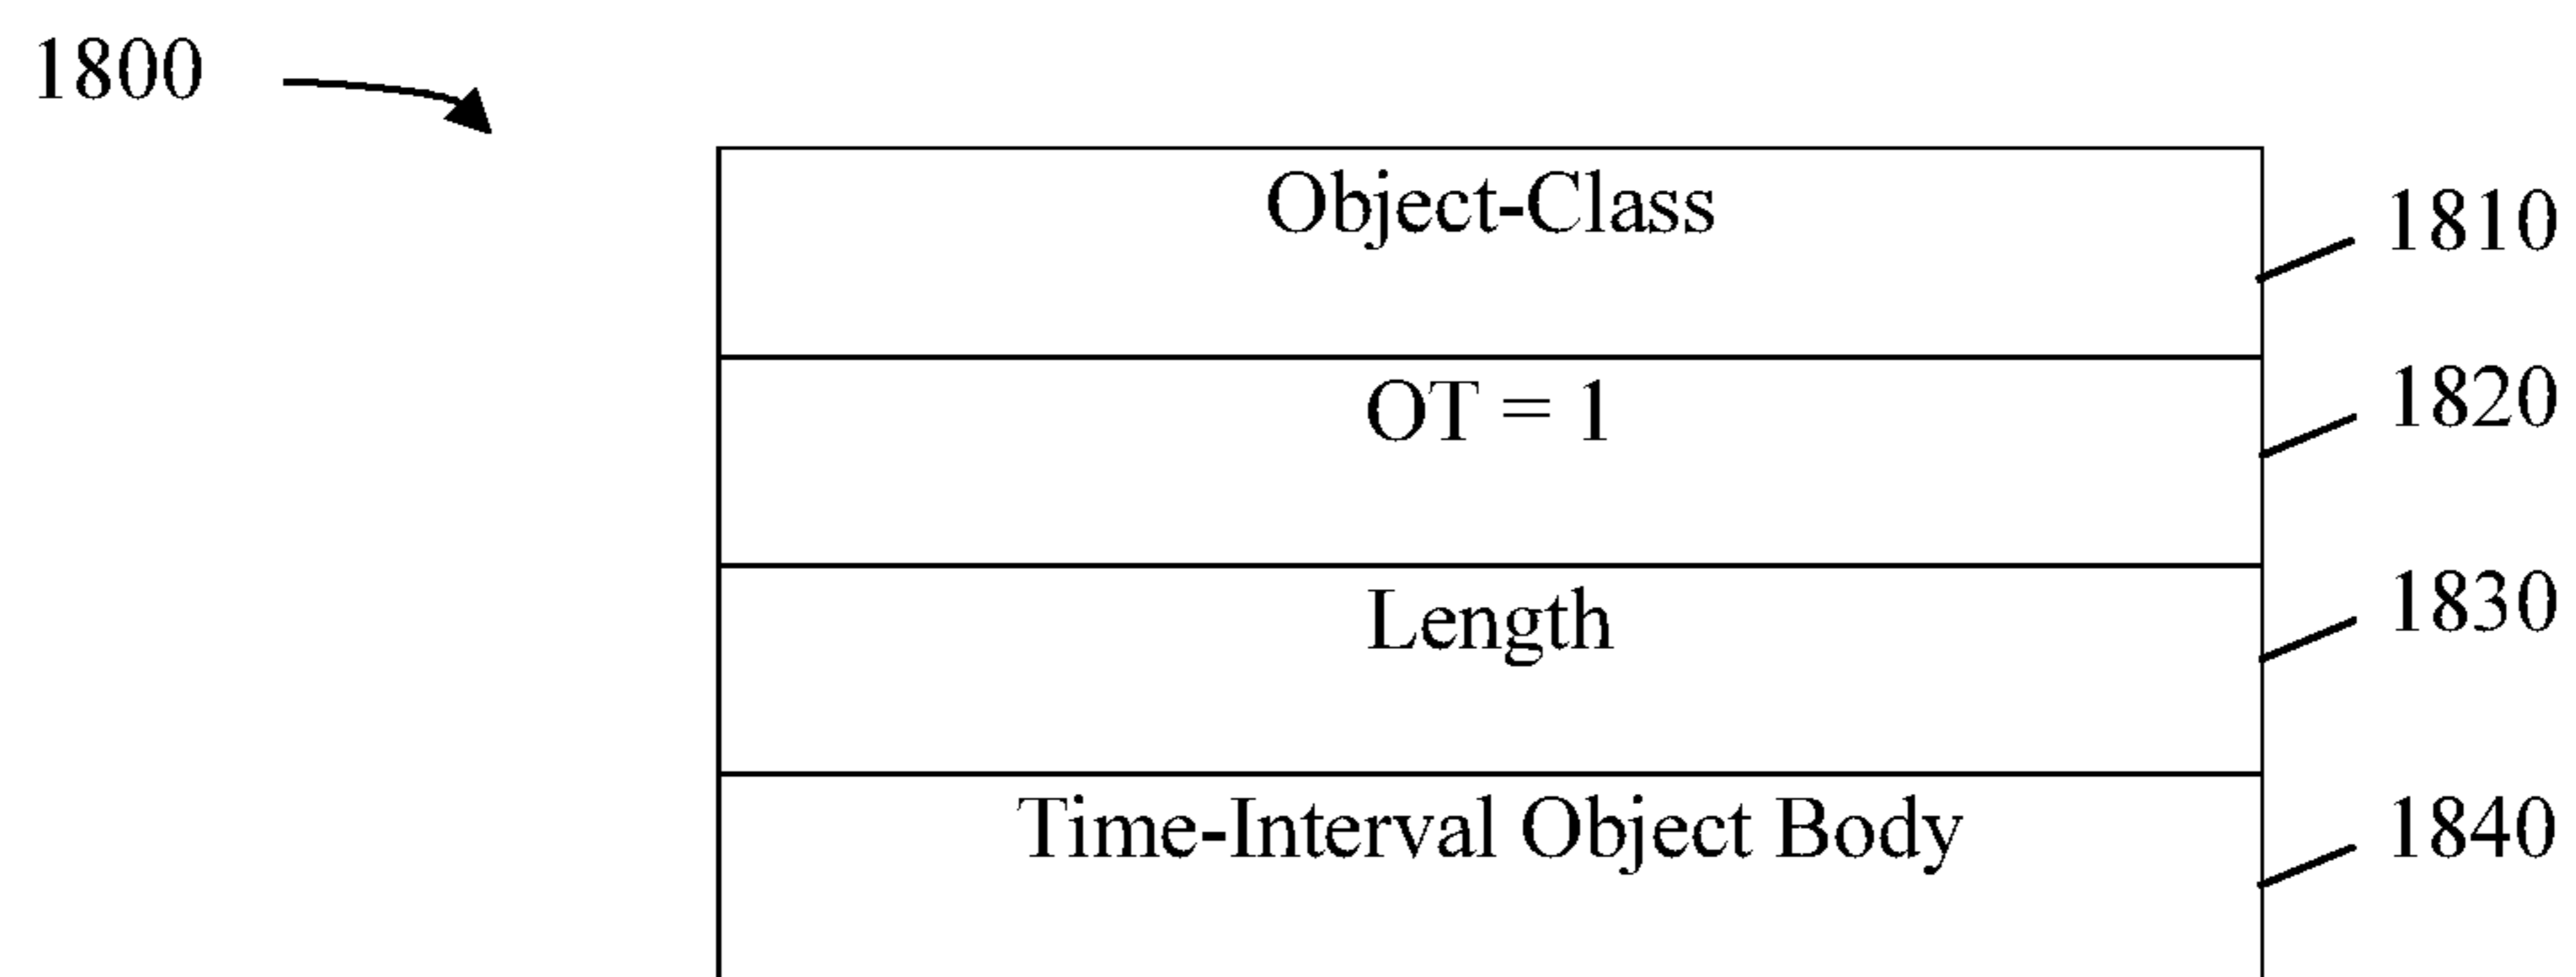 1800
Object-Class
1810
OT = 1
1820
Length
1830
Time-Interval Object Body
1840